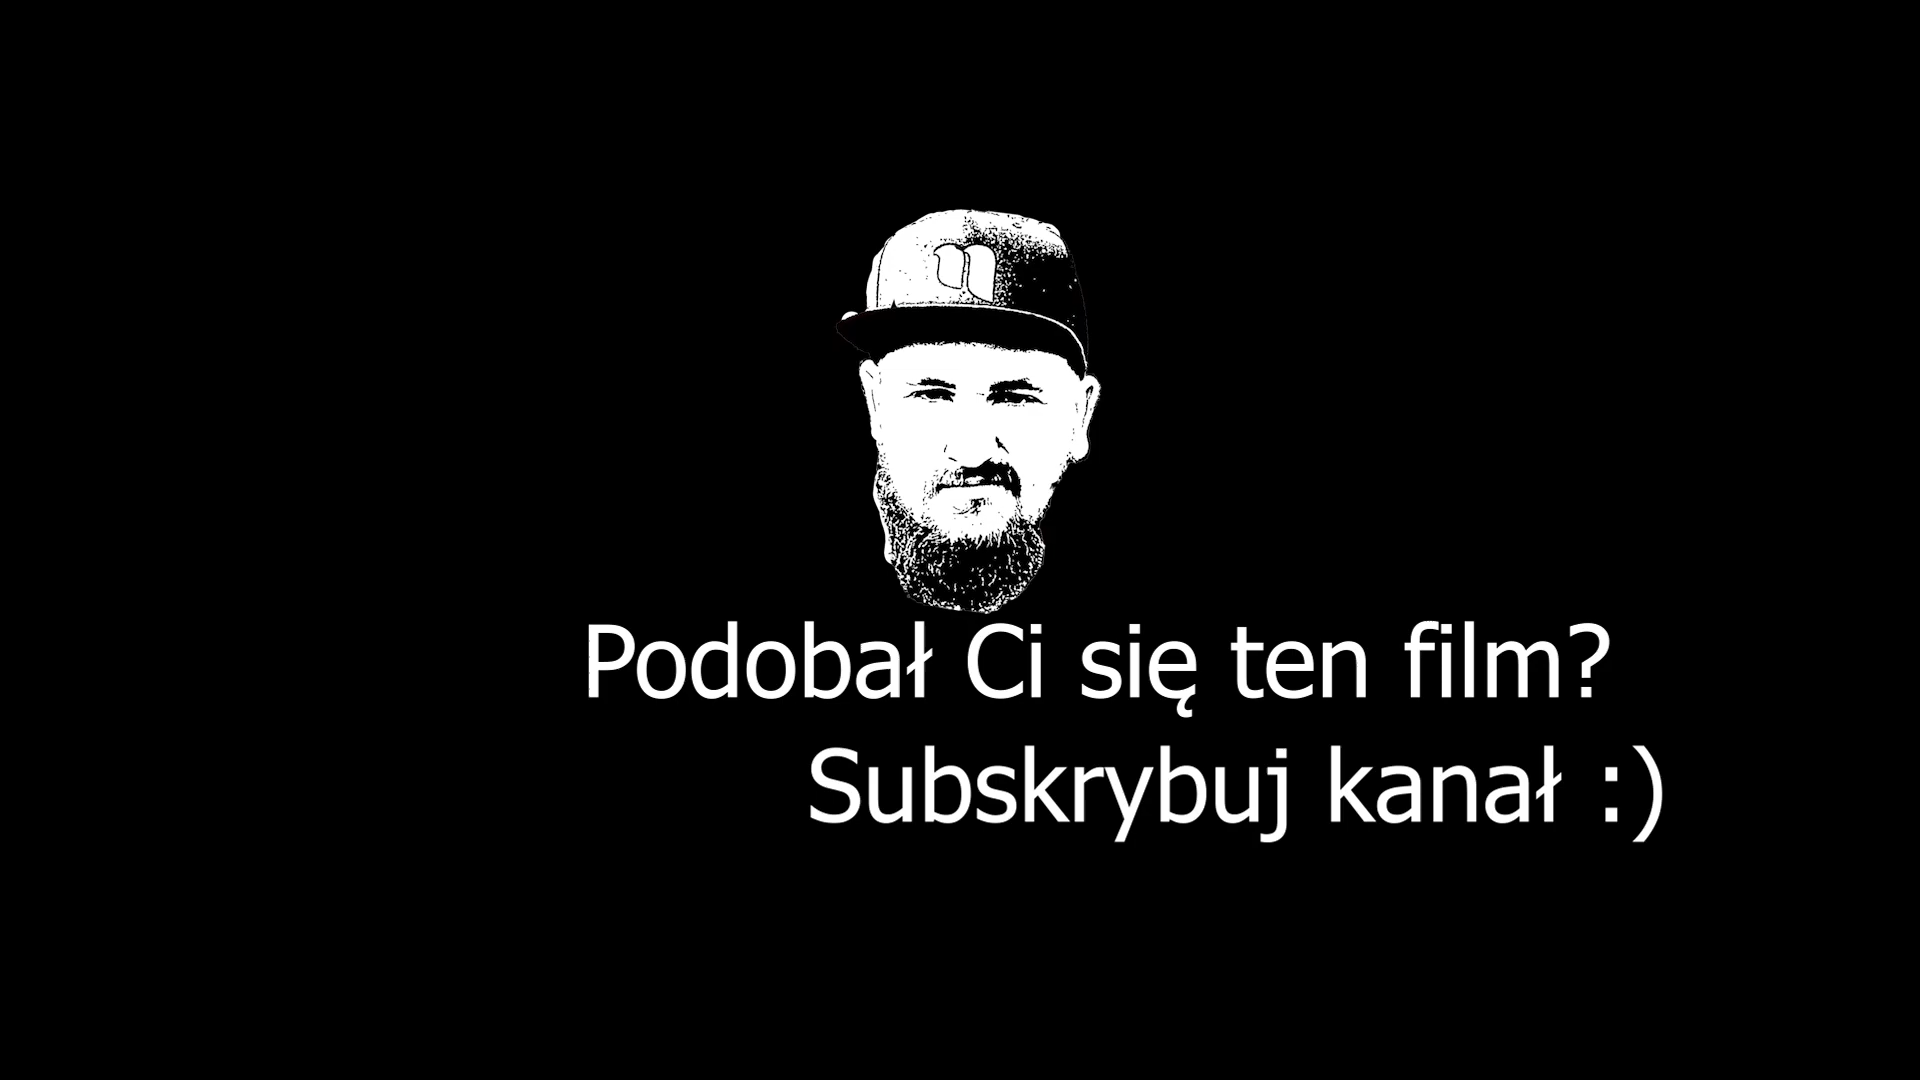 Podobał Ci się ten film?
Subskrybuj kanał :)